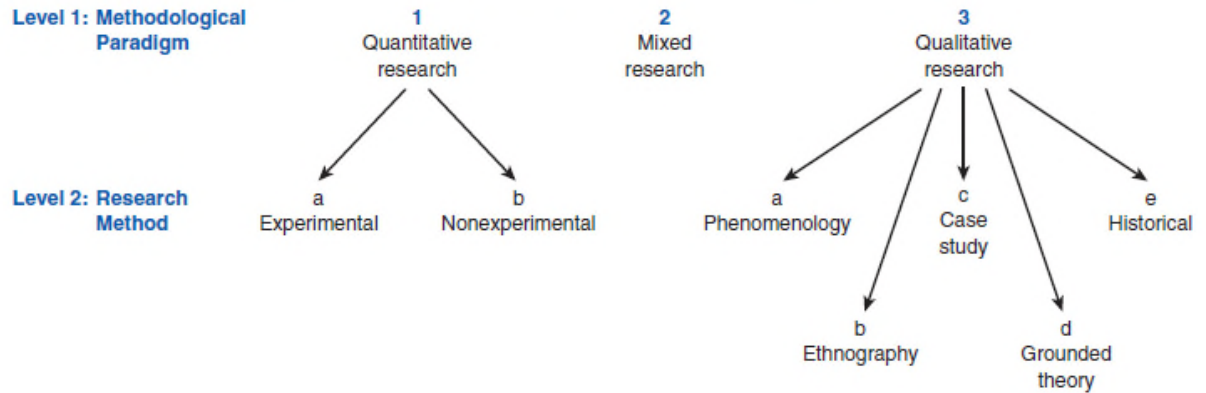 Level 1: Methodological
Paradigm
1
Quantitative
research
2
Mixed
research
3
Qualitative
research
Level 2: Research
Method
a
Experimental
b
Nonexperimental
a
Phenomenology
b
Ethnography
c
Case
study
d
Grounded
theory
e
Historical